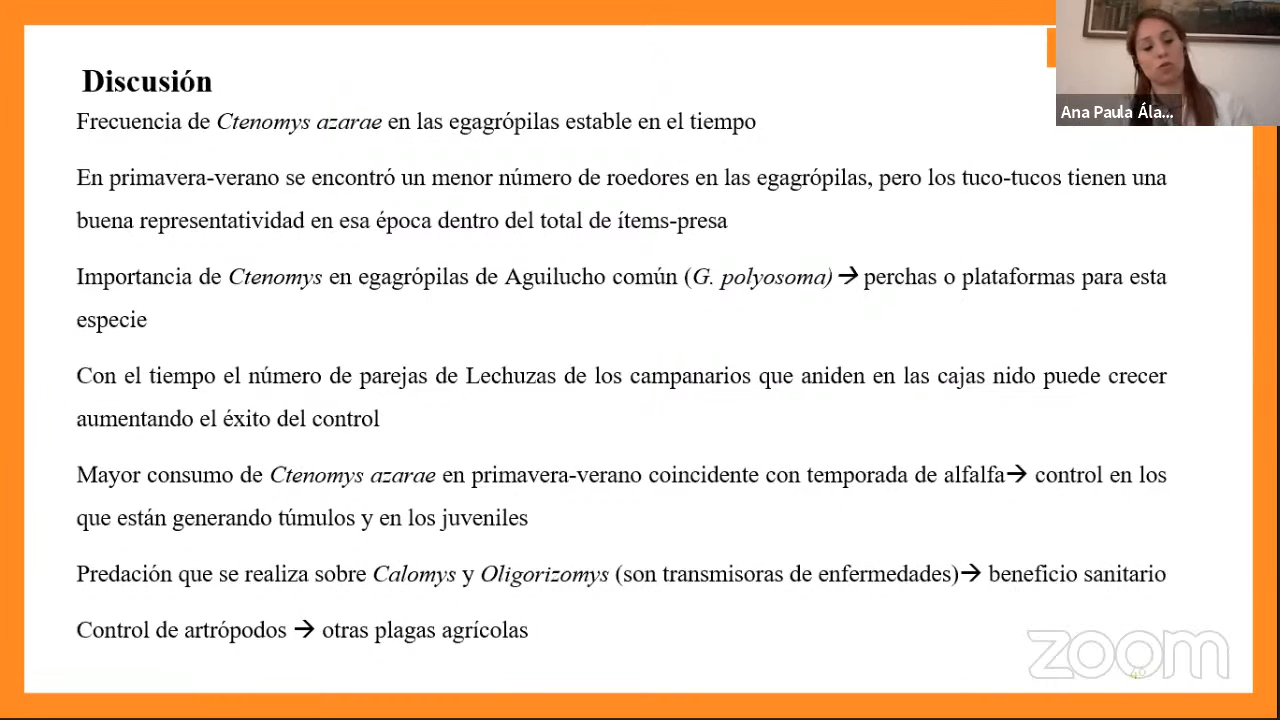 Discusión
Frecuencia de Ctenomys azarae en las egagrópilas estable en el tiempo
En primavera-verano se encontró un menor número de roedores en las egagrópilas, pero los tuco-tucos tienen una
buena representatividad en esa época dentro del total de ítems-presa
Importancia de Ctenomys en egagrópilas de Aguilucho común (G. polyosoma) → perchas o plataformas para esta
especie
Con el tiempo el número de parejas de Lechuzas de los campanarios que aniden en las cajas nido puede crecer
aumentando el éxito del control
Mayor consumo de Ctenomys azarae en primavera-verano coincidente con temporada de alfalfa→ control en los
que están generando túmulos y en los juveniles
Predación que se realiza sobre Calomys y Oligorizomys (son transmisoras de enfermedades)→ beneficio sanitario
Control de artrópodos → otras plagas agrícolas
Ana Paula Ála...
zoom